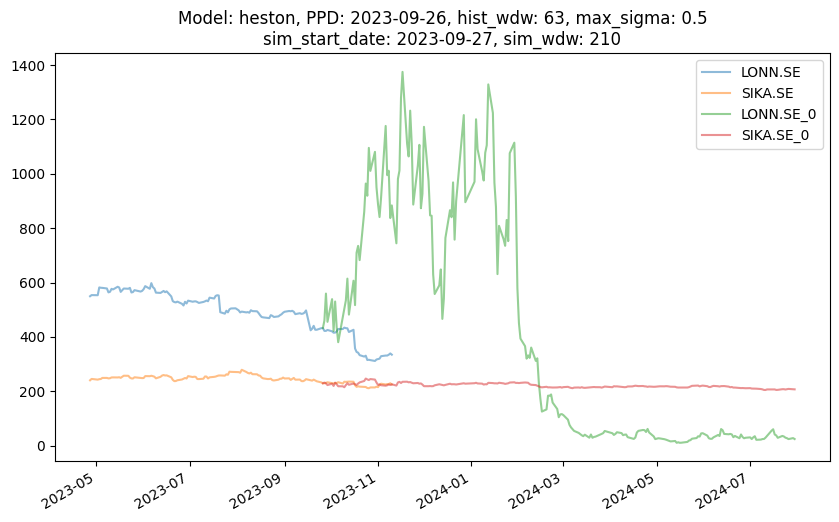 Model: heston, PPD: 2023-09-26, hist_wdw: 63, max_sigma: 0.5
sim_start_date: 2023-09-27, sim_wdw: 210
LONN.SE
SIKA.SE
LONN.SE_0
SIKA.SE_0
1400
1200
1000
800
600
400
200
0
2023-05
2023-07
2023-09
2023-11
2024-01
2024-03
2024-05
2024-07